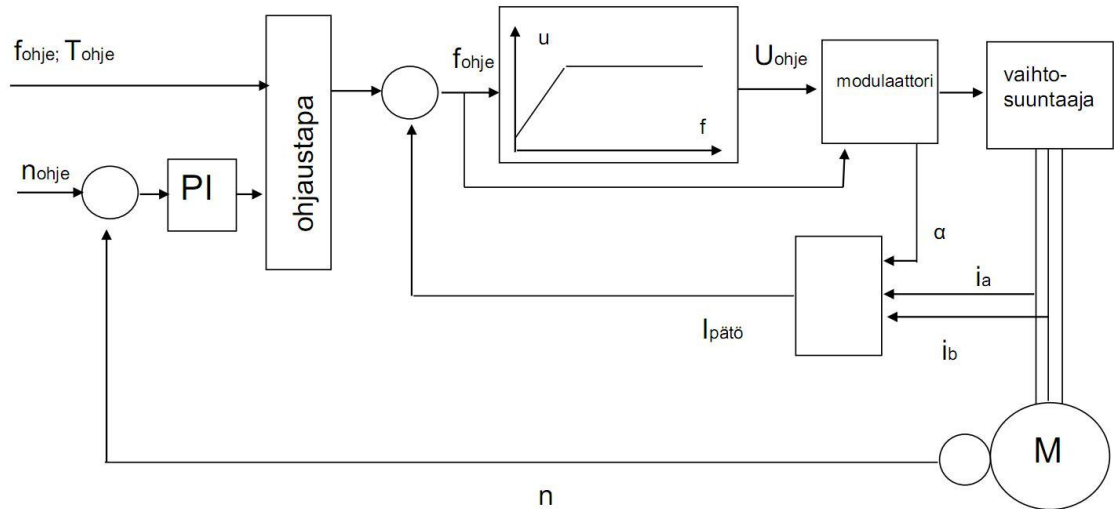 fohje; Tohje
nohje
PI
ohjaustapa
fohje
u
f
Uohje
modulaattori
vaihto-
suuntaaja
α
ia
ib
Ipätö
M
n